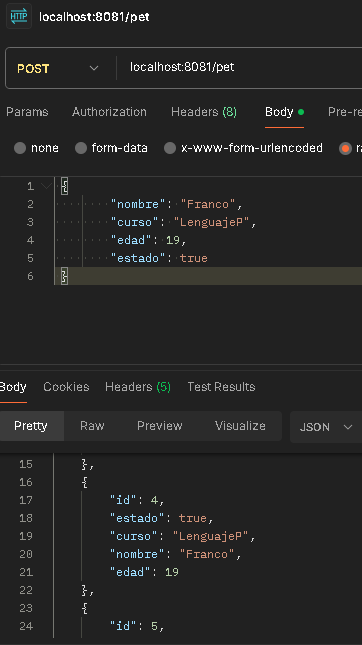 HTTP localhost:8081/pet
POST localhost:8081/pet
Params Authorization Headers (8) Body Pre-re
none form-data x-www-form-urlencoded ra
1 {
2 "nombre": "Franco",
3 "curso": "LenguajeP",
4 "edad": 19,
5 "estado": true
6 }
Body Cookies Headers (5) Test Results
Pretty Raw Preview Visualize JSON
15 },
16 {
17 "id": 4,
18 "estado": true,
19 "curso": "LenguajeP",
20 "nombre": "Franco",
21 "edad": 19
22 },
23 {
24 "id": 5,